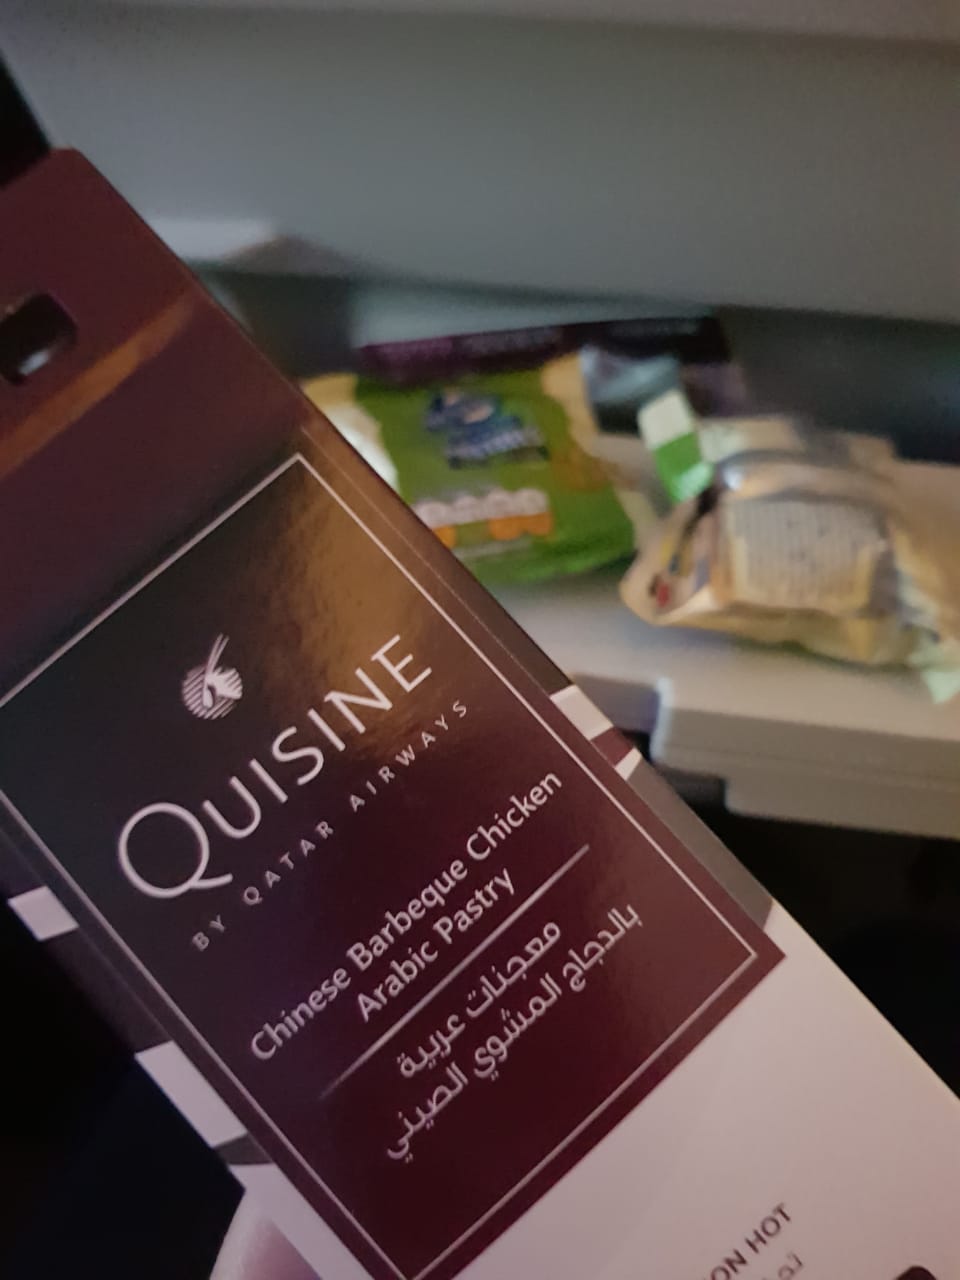 QUISINE
BY QATAR AIRWAYS
Chinese Barbeque Chicken
Arabic Pastry
معجنات عربية
بالدجاج المشوي الصيني
ON HOT